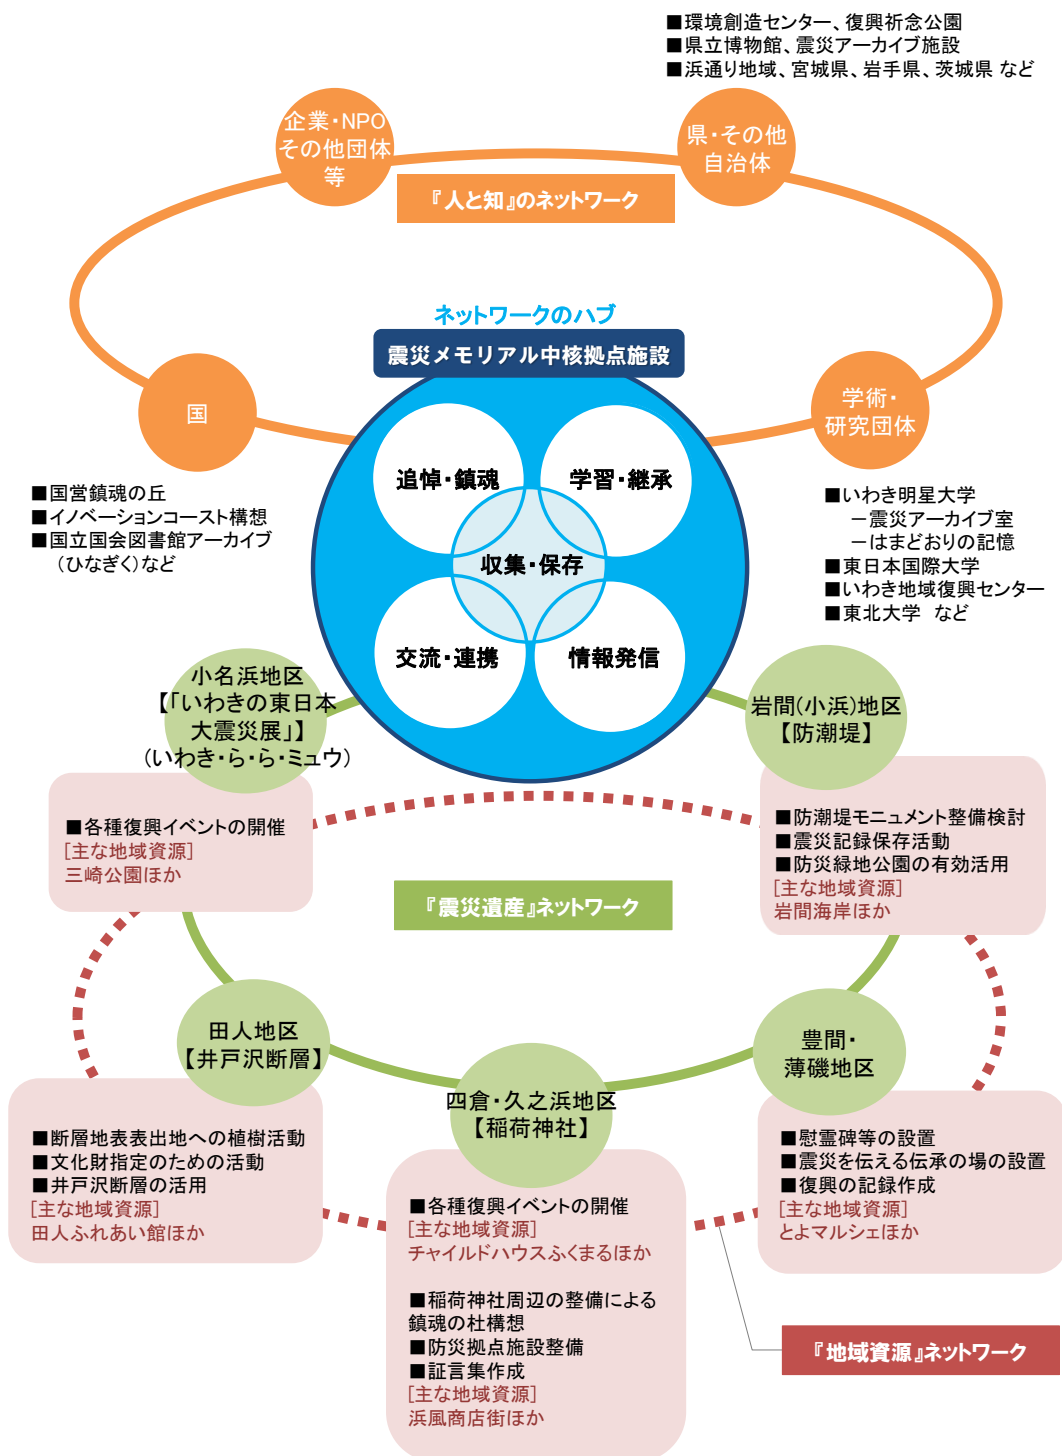 ■環境創造センター、復興祈念公園
■県立博物館、震災アーカイブ施設
■浜通り地域、宮城県、岩手県、茨城県 など
企業・NPO
その他団体
等
県・その他
自治体
『人と知』のネットワーク
ネットワークのハブ
震災メモリアル中核拠点施設
国
学術・
研究団体
追悼・鎮魂
学習・継承
収集・保存
交流・連携
情報発信
■国営鎮魂の丘
■イノベーションコースト構想
■国立国会図書館アーカイブ
（ひなぎく）など
■いわき明星大学
－震災アーカイブ室
－はまどおりの記憶
■東日本国際大学
■いわき地域復興センター
■東北大学 など
小名浜地区
【「いわきの東日本
大震災展」】
（いわき・ら・ら・ミュウ）
■各種復興イベントの開催
[主な地域資源]
三崎公園ほか
岩間(小浜)地区
【防潮堤】
■防潮堤モニュメント整備検討
■震災記録保存活動
■防災緑地公園の有効活用
[主な地域資源]
岩間海岸ほか
『震災遺産』ネットワーク
田人地区
【井戸沢断層】
■断層地表表出地への植樹活動
■文化財指定のための活動
■井戸沢断層の活用
[主な地域資源]
田人ふれあい館ほか
四倉・久之浜地区
【稲荷神社】
■各種復興イベントの開催
[主な地域資源]
チャイルドハウスふくまるほか
■稲荷神社周辺の整備による
鎮魂の杜構想
■防災拠点施設整備
■証言集作成
[主な地域資源]
浜風商店街ほか
豊間・
薄磯地区
■慰霊碑等の設置
■震災を伝える伝承の場の設置
■復興の記録作成
[主な地域資源]
とよマルシェほか
『地域資源』ネットワーク